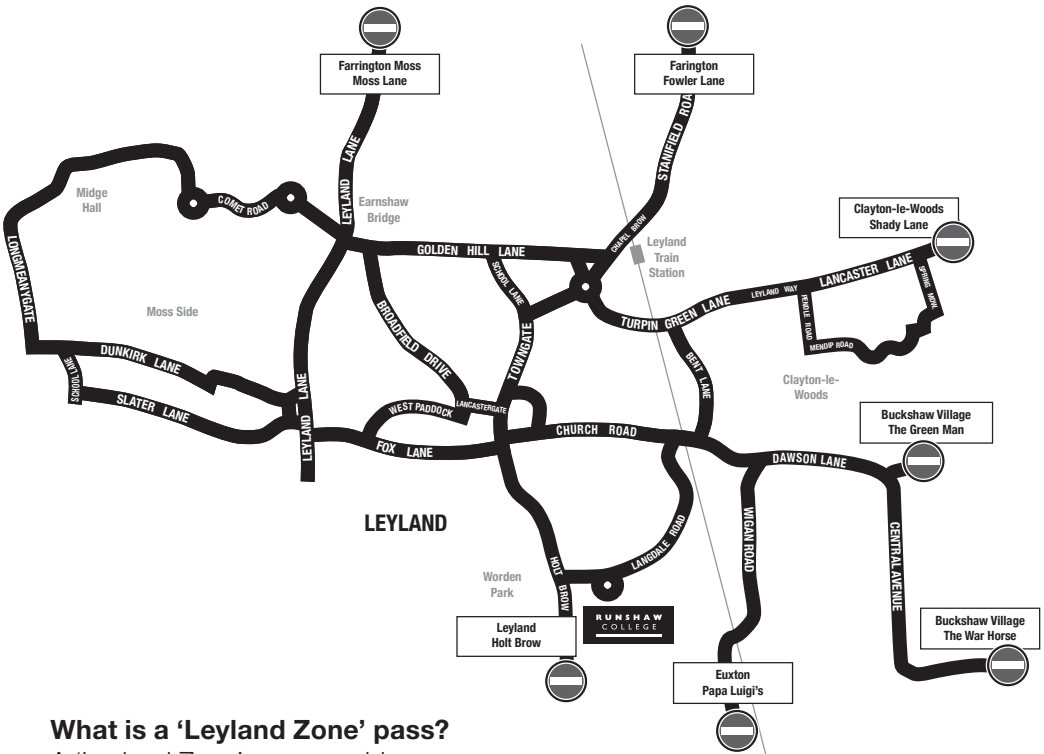 Farrington Moss
Moss Lane
Farington
Fowler Lane
STANIFIELD ROA
LEYLAND LANE
Midge
Hall
COMET ROAD
Earnshaw
Bridge
CHAPEL BROW
Clayton-le-Woods
Shady Lane
GOLDEN HILL LANE
Leyland
Train
Station
LONGMEANYGATE
SCHOOL LANE
LANCASTER LANE
SPRING MDW.
LEYLAND WAY
PENDLE ROAD
Moss Side
BROADFIELD DRIVE
TURPIN GREEN LANE
MENDIP ROAD
TOWNGATE
DUNKIRK LANE
BENT LANE
SCHOOL LANE
Clayton-le-
Woods
SLATER LANE
LEYLAND LANE
WEST PADDOCK
LANCASTERGATE
Buckshaw Village
The Green Man
FOX LANE
CHURCH ROAD
DAWSON LANE
LEYLAND
WIGAN ROAD
CENTRAL AVENUE
LANGDALE ROAD
HOLT BROW
Worden
Park
RUNSHAW
COLLEGE
Leyland
Holt Brow
Buckshaw Village
The War Horse
Euxton
Papa Luigi's
What is a ‘Leyland Zone’ pass?